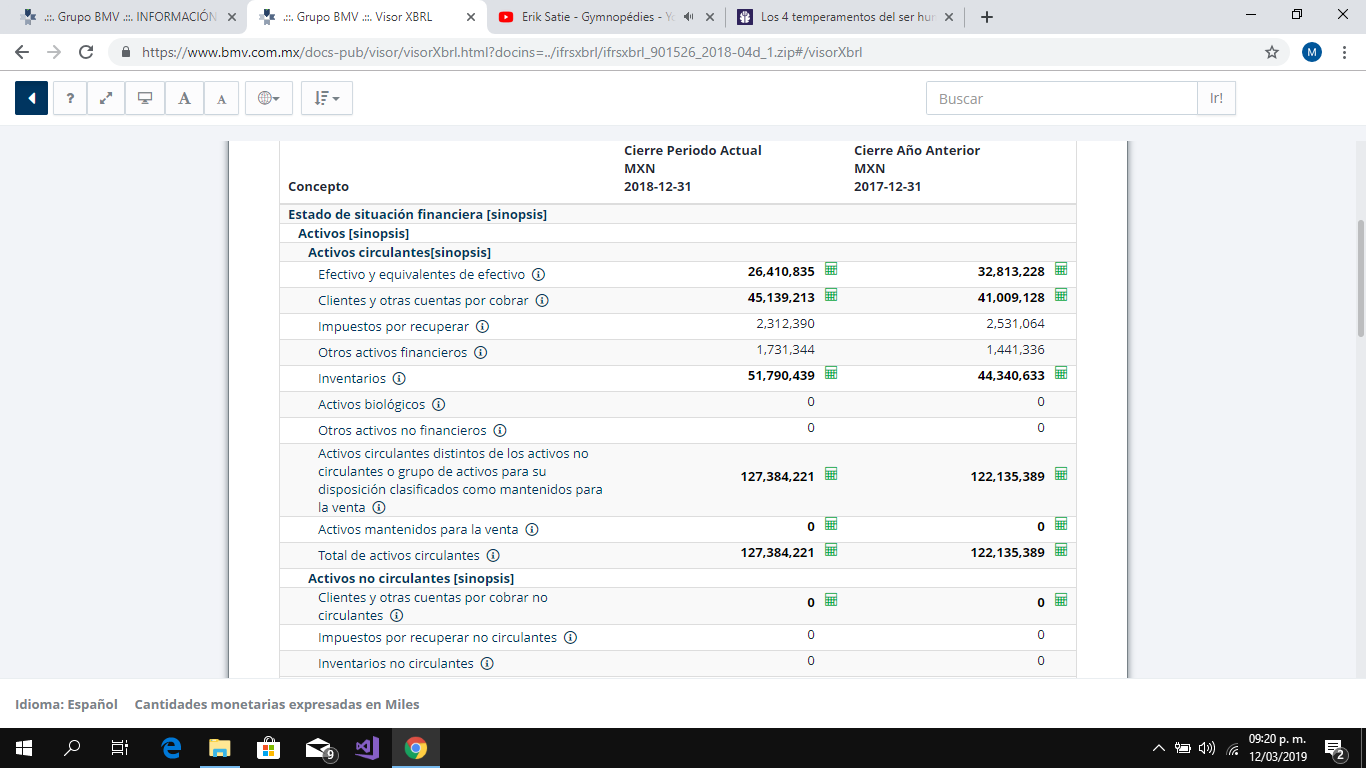 .::. Grupo BMV .::. INFORMACIÓN
.::. Grupo BMV .::. Visor XBRL
Erik Satie - Gymnopédies -
Los 4 temperamentos del ser hu
https://www.bmv.com.mx/docs-pub/visor/visorXbrl.html?docins=../ifrsxbrl/ifrsxbrl_901526_2018-04d_1.zip#/visorXbrl
M
? A A
Buscar Ir!
Concepto
Cierre Periodo Actual
MXN
2018-12-31
Cierre Año Anterior
MXN
2017-12-31
Estado de situación financiera [sinopsis]
Activos [sinopsis]
Activos circulantes[sinopsis]
Efectivo y equivalentes de efectivo 26,410,835 32,813,228
Clientes y otras cuentas por cobrar 45,139,213 41,009,128
Impuestos por recuperar 2,312,390 2,531,064
Otros activos financieros 1,731,344 1,441,336
Inventarios 51,790,439 44,340,633
Activos biológicos 0 0
Otros activos no financieros 0 0
Activos circulantes distintos de los activos no
circulantes o grupo de activos para su
disposición clasificados como mantenidos para
la venta 127,384,221 122,135,389
Activos mantenidos para la venta 0 0
Total de activos circulantes 127,384,221 122,135,389
Activos no circulantes [sinopsis]
Clientes y otras cuentas por cobrar no
circulantes 0 0
Impuestos por recuperar no circulantes 0 0
Inventarios no circulantes 0 0
Idioma: Español Cantidades monetarias expresadas en Miles
9
09:20 p. m.
12/03/2019
2